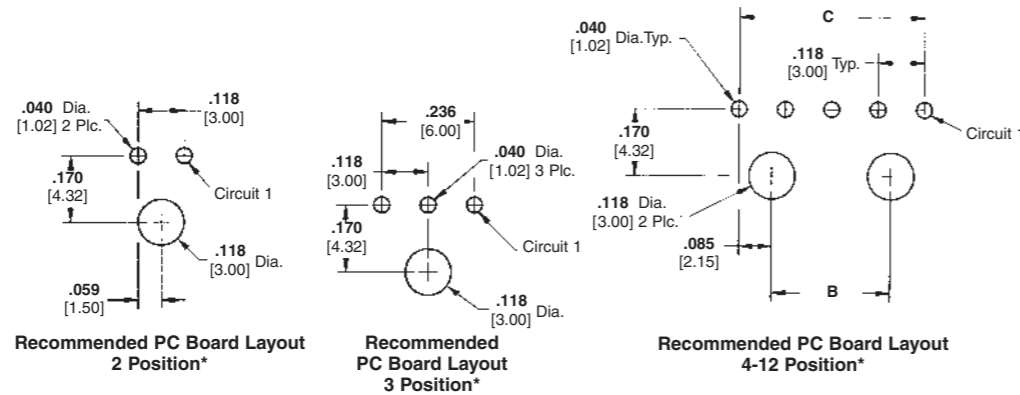 .040 Dia.
[1.02] 2 Plc.
.118
[3.00]
.170
[4.32]
Circuit 1
.118
[3.00] Dia.
.059
[1.50]
Recommended PC Board Layout
2 Position*
.236
[6.00]
.118
[3.00]
.040 Dia.
[1.02] 3 Plc.
.170
[4.32]
Circuit 1
.118
[3.00] Dia.
Recommended
PC Board Layout
3 Position*
C
.040
[1.02] Dia.Typ.
.118
[3.00] Typ.
.170
[4.32]
Circuit 1
.118 Dia.
[3.00] 2 Plc.
.085
[2.15]
B
Recommended PC Board Layout
4-12 Position*